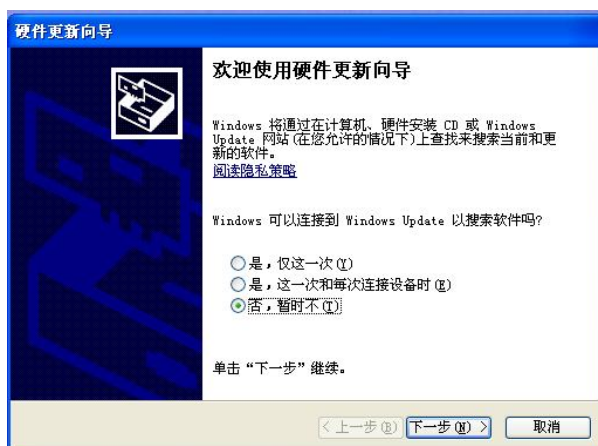 硬件更新向导
欢迎使用硬件更新向导
Windows 将通过在计算机、硬件安装 CD 或 Windows
Update 网站(在您允许的情况下)上查找来搜索当前和更
新的软件。
阅读隐私策略
Windows 可以连接到 Windows Update 以搜索软件吗?
是，仅这一次(Y)
是，这一次和每次连接设备时(E)
否，暂时不(T)
单击“下一步”继续。
< 上一步(B) 下一步(N) > 取消